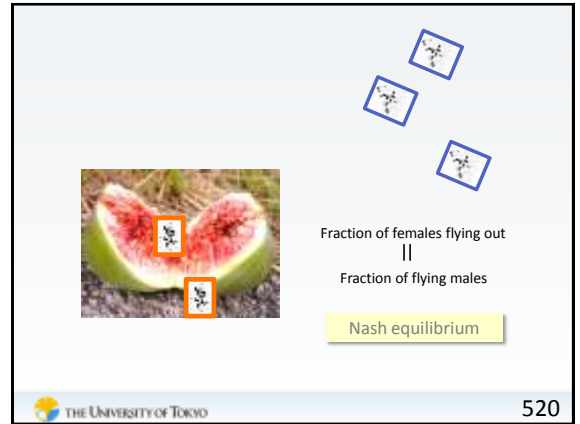 Fraction of females flying out
||
Fraction of flying males
Nash equilibrium
THE UNIVERSITY OF TOKYO
520